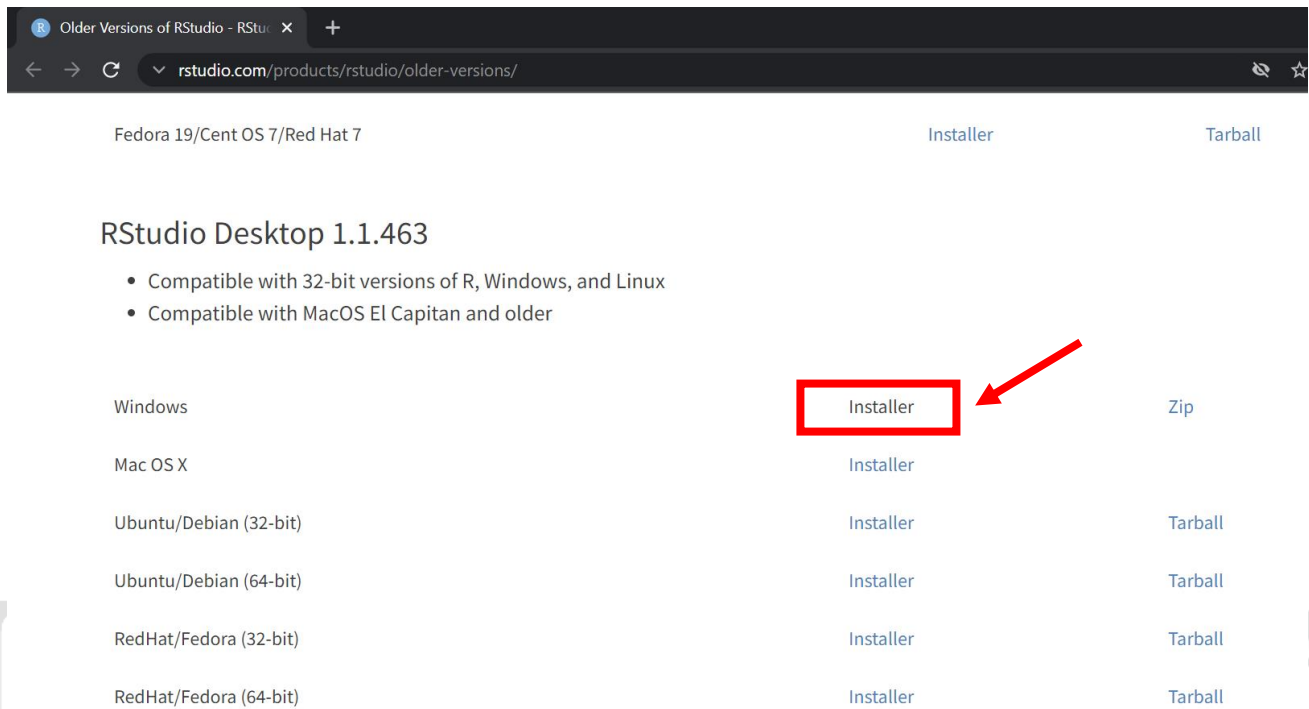 R Older Versions of RStudio - RStud
rstudio.com/products/rstudio/older-versions/
Fedora 19/Cent OS 7/Red Hat 7 Installer Tarball
RStudio Desktop 1.1.463
• Compatible with 32-bit versions of R, Windows, and Linux
• Compatible with MacOS El Capitan and older
Windows Installer Zip
Mac OS X Installer
Ubuntu/Debian (32-bit) Installer Tarball
Ubuntu/Debian (64-bit) Installer Tarball
RedHat/Fedora (32-bit) Installer Tarball
RedHat/Fedora (64-bit) Installer Tarball